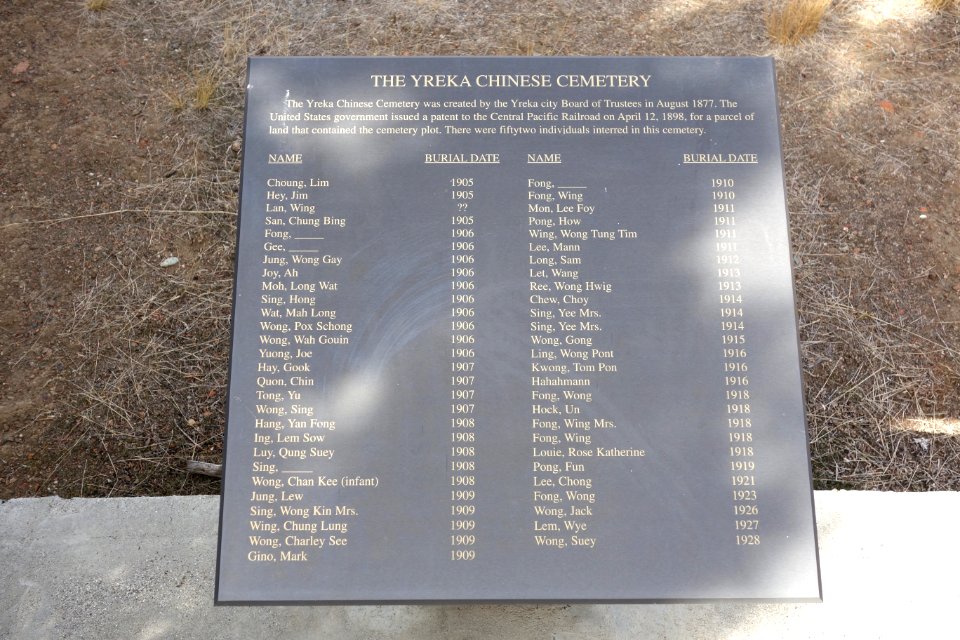 THE YREKA CHINESE CEMETERY
The Yreka Chinese Cemetery was created by the Yreka city Board of Trustees in August 1877. The
United States government issued a patent to the Central Pacific Railroad on April 12, 1898, for a parcel of
land that contained the cemetery plot. There were fiftytwo individuals interred in this cemetery.
NAME BURIAL DATE NAME BURIAL DATE
Choung, Lim 1905 Fong, _____ 1910
Hey, Jim 1905 Fong, Wing 1910
Lan, Wing ?? Mon, Lee Foy 1911
San, Chung Bing 1905 Pong, How 1911
Fong, _____ 1906 Wing, Wong Tung Tim 1911
Gee, _____ 1906 Lee, Mann 1911
Jung, Wong Gay 1906 Long, Sam 1912
Joy, Ah 1906 Let, Wang 1913
Moh, Long Wat 1906 Ree, Wong Hwig 1913
Sing, Hong 1906 Chew, Choy 1914
Wat, Mah Long 1906 Sing, Yee Mrs. 1914
Wong, Pox Schong 1906 Sing, Yee Mrs. 1914
Wong, Wah Gouin 1906 Wong, Gong 1915
Yuong, Joe 1906 Ling, Wong Pont 1916
Hay, Gook 1907 Kwong, Tom Pon 1916
Quon, Chin 1907 Hahahmann 1916
Tong, Yu 1907 Fong, Wong 1918
Wong, Sing 1907 Hock, Un 1918
Hang, Yan Fong 1908 Fong, Wing Mrs. 1918
Ing, Lem Sow 1908 Fong, Wing 1918
Luy, Qung Suey 1908 Louie, Rose Katherine 1918
Sing, _____ 1908 Pong, Fun 1919
Wong, Chan Kee (infant) 1908 Lee, Chong 1921
Jung, Lew 1909 Fong, Wong 1923
Sing, Wong Kin Mrs. 1909 Wong, Jack 1926
Wing, Chung Lung 1909 Lem, Wye 1927
Wong, Charley See 1909 Wong, Suey 1928
Gino, Mark 1909